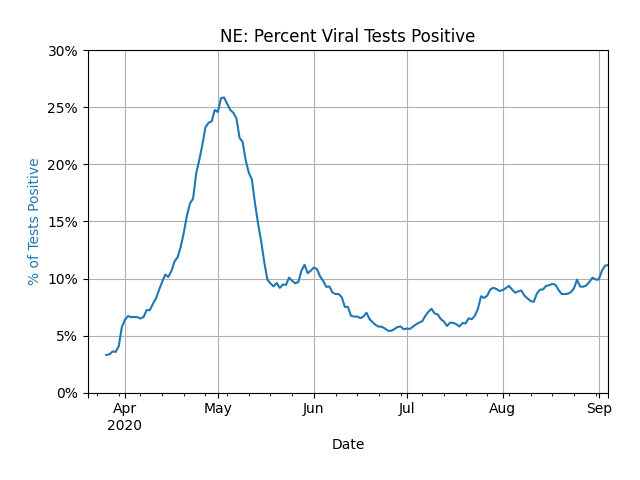 NE: Percent Viral Tests Positive
30%
25%
20%
15%
10%
5%
0%
% of Tests Positive
Apr May Jun Jul Aug Sep
2020
Date